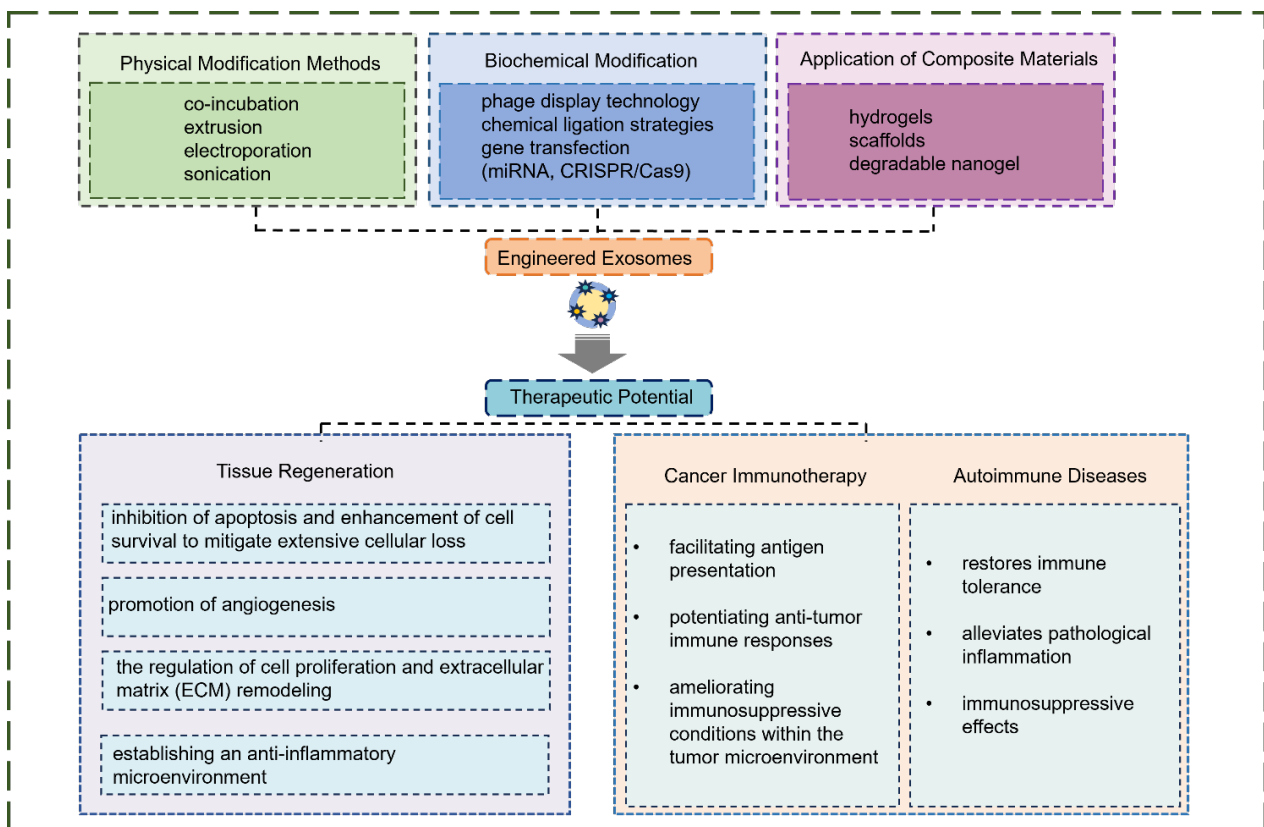 Physical Modification Methods
co-incubation
extrusion
electroporation
sonication
Biochemical Modification
phage display technology
chemical ligation strategies
gene transfection
(miRNA, CRISPR/Cas9)
Application of Composite Materials
hydrogels
scaffolds
degradable nanogel
Engineered Exosomes
Therapeutic Potential
Tissue Regeneration
inhibition of apoptosis and enhancement of cell
survival to mitigate extensive cellular loss
promotion of angiogenesis
the regulation of cell proliferation and extracellular
matrix (ECM) remodeling
establishing an anti-inflammatory
microenvironment
Cancer Immunotherapy
• facilitating antigen
presentation
• potentiating anti-tumor
immune responses
• ameliorating
immunosuppressive
conditions within the
tumor microenvironment
Autoimmune Diseases
• restores immune
tolerance
• alleviates pathological
inflammation
• immunosuppressive
effects